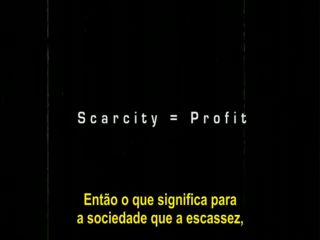 Scarcity = Profit
Então o que significa para
a sociedade que a escassez,